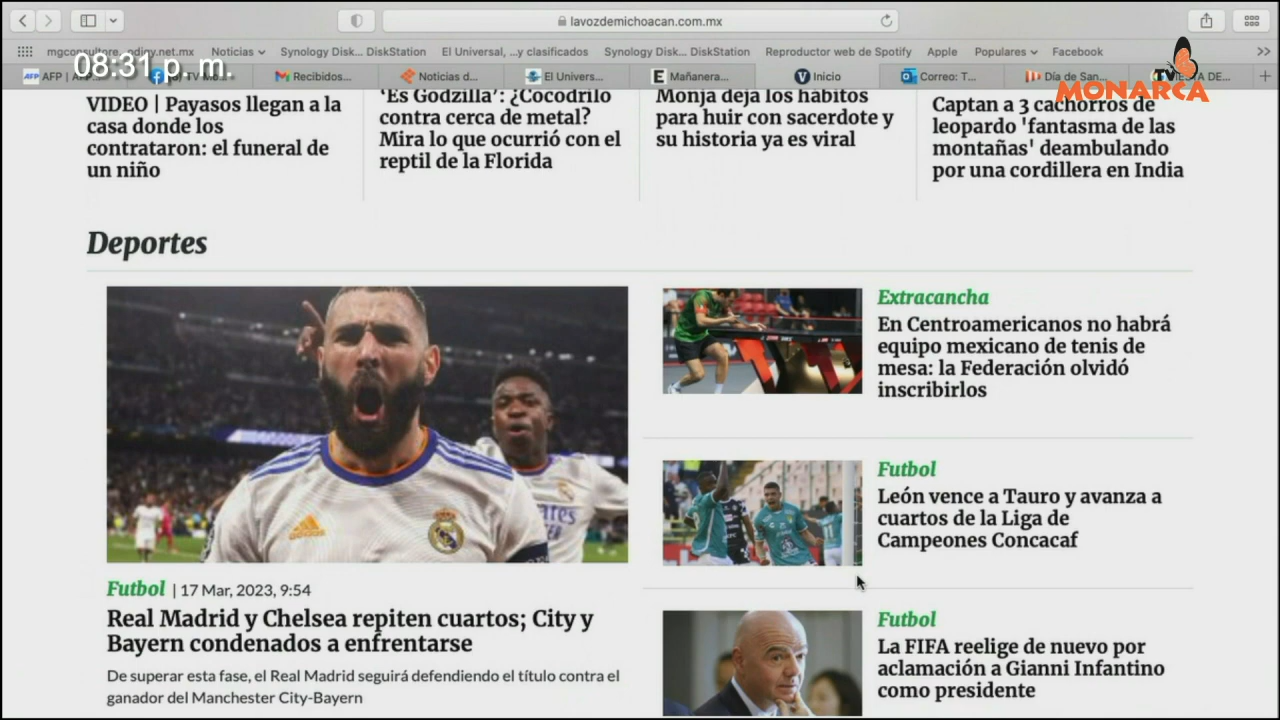 lavozdemichoacan.com.mx
Noticias
Synology Disk... DiskStation
El Universal, ...y clasificados
Synology Disk... DiskStation
Reproductor web de Spotify
Apple
Populares
Facebook
08:31 p. m.
AFP
Recibidos...
Noticias d...
El Univers...
Mañanera...
Inicio
Correo: T...
Día de San...
TV
MONARCA
VIDEO | Payasos llegan a la
casa donde los
contrataron: el funeral de
un niño
‘Es Godzilla’: ¿Cocodrilo
contra cerca de metal?
Mira lo que ocurrió con el
reptil de la Florida
Monja deja los hábitos
para huir con sacerdote y
su historia ya es viral
Captan a 3 cachorros de
leopardo 'fantasma de las
montañas' deambulando
por una cordillera en India
Deportes
Futbol | 17 Mar, 2023, 9:54
Real Madrid y Chelsea repiten cuartos; City y
Bayern condenados a enfrentarse
De superar esta fase, el Real Madrid seguirá defendiendo el título contra el
ganador del Manchester City-Bayern
Extracancha
En Centroamericanos no habrá
equipo mexicano de tenis de
mesa: la Federación olvidó
inscribirlos
Futbol
León vence a Tauro y avanza a
cuartos de la Liga de
Campeones Concacaf
Futbol
La FIFA reelige de nuevo por
aclamación a Gianni Infantino
como presidente